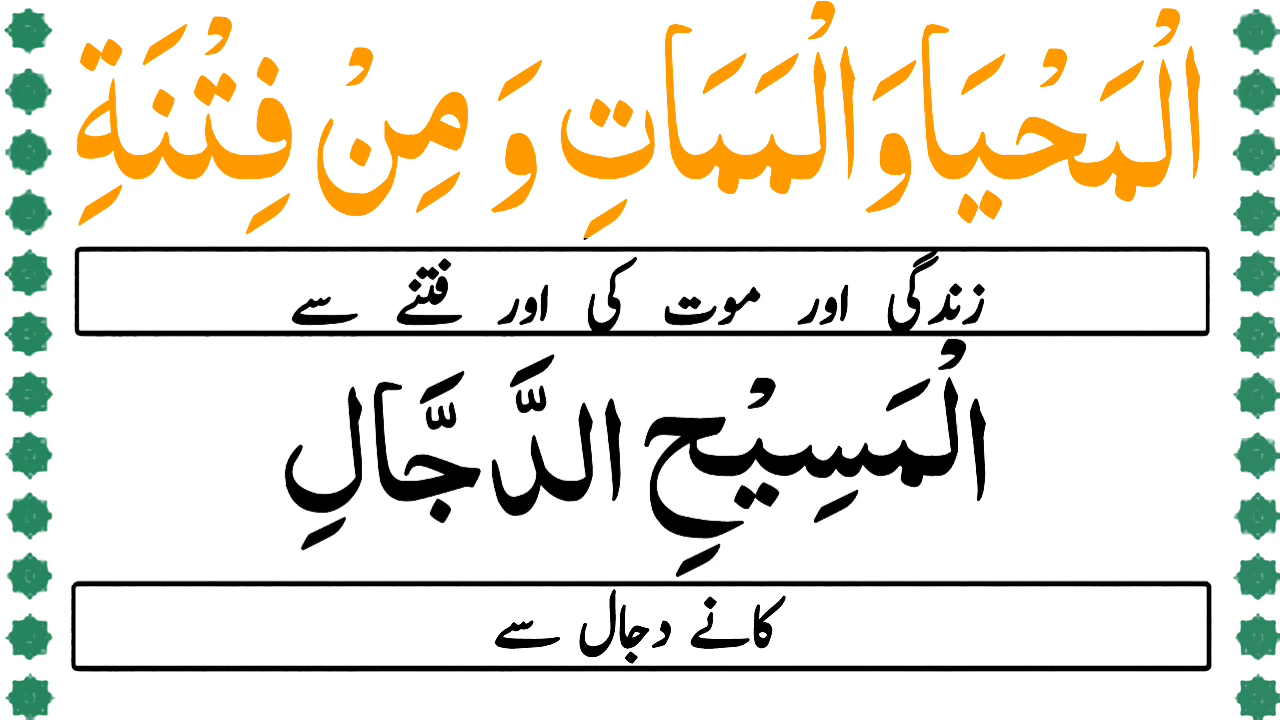 الْمَحْيَا وَ الْمَمَاتِ وَ مِنْ فِتْنَةِ
زندگی اور موت کی اور فتنے سے
الْمَسِيْحِ الدَّجَّالِ
کانے دجال سے